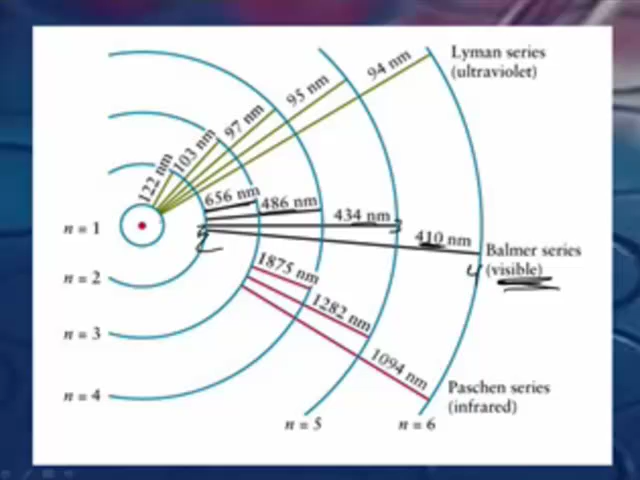 Lyman series
(ultraviolet)
94 nm
95 nm
97 nm
103 nm
122 nm
656 nm
486 nm
434 nm
410 nm
n = 1
Balmer series
(visible)
1875 nm
n = 2
1282 nm
n = 3
1094 nm
Paschen series
(infrared)
n = 4
n = 5
n = 6